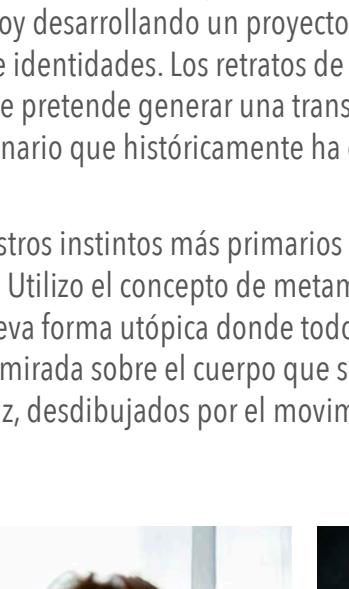 oy desarrollando un proyecto
e identidades. Los retratos de
e pretende generar una trans
nario que históricamente ha
stros instintos más primarios
Utilizo el concepto de metam
eva forma utópica donde todo
mirada sobre el cuerpo que s
z, desdibujados por el movim